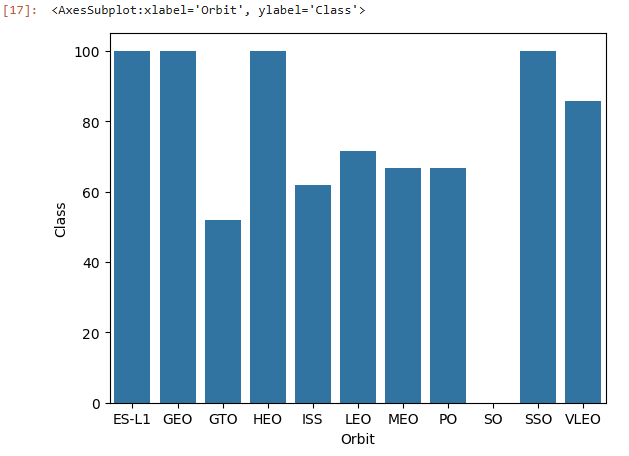 [17]: <AxesSubplot:xlabel='Orbit', ylabel='Class'>
100
80
60
40
20
0
Class
ES-L1 GEO GTO HEO ISS LEO MEO PO SO SSO VLEO
Orbit